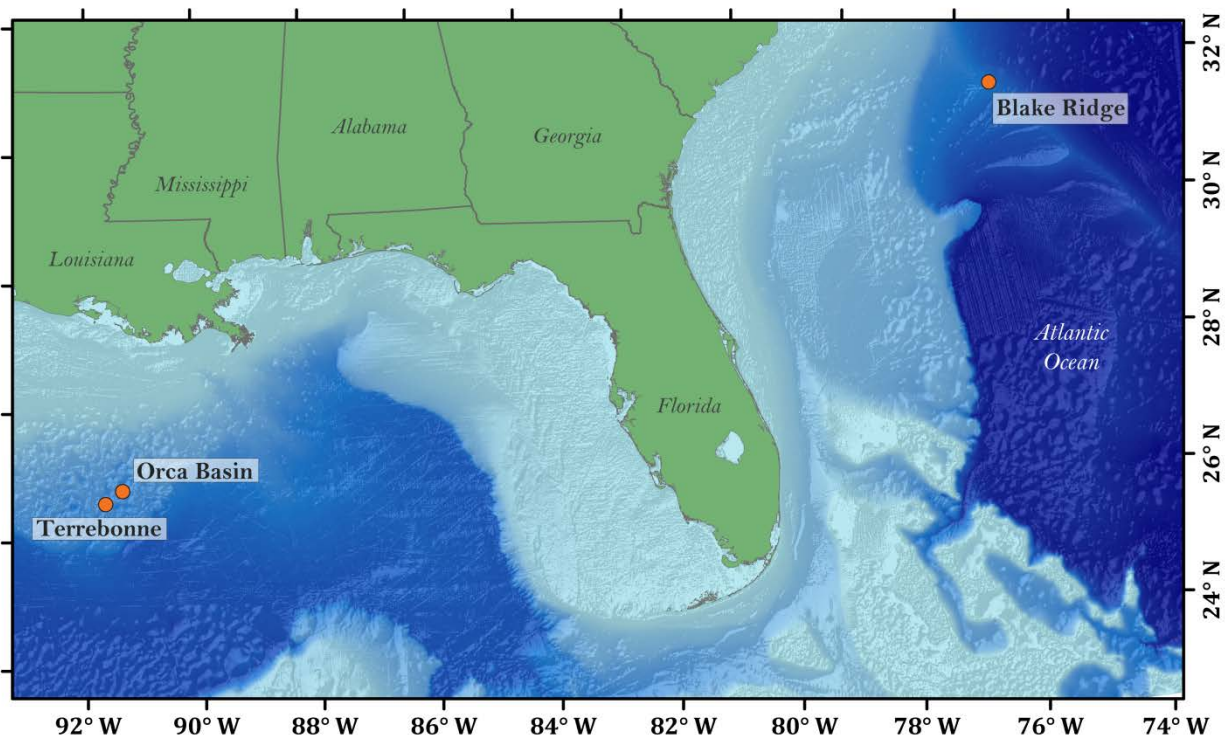 Alabama
Georgia
Mississippi
Louisiana
Florida
Blake Ridge
Atlantic
Ocean
Orca Basin
Terrebonne
32° N
30° N
28° N
26° N
24° N
92° W
90° W
88° W
86° W
84° W
82° W
80° W
78° W
76° W
74° W